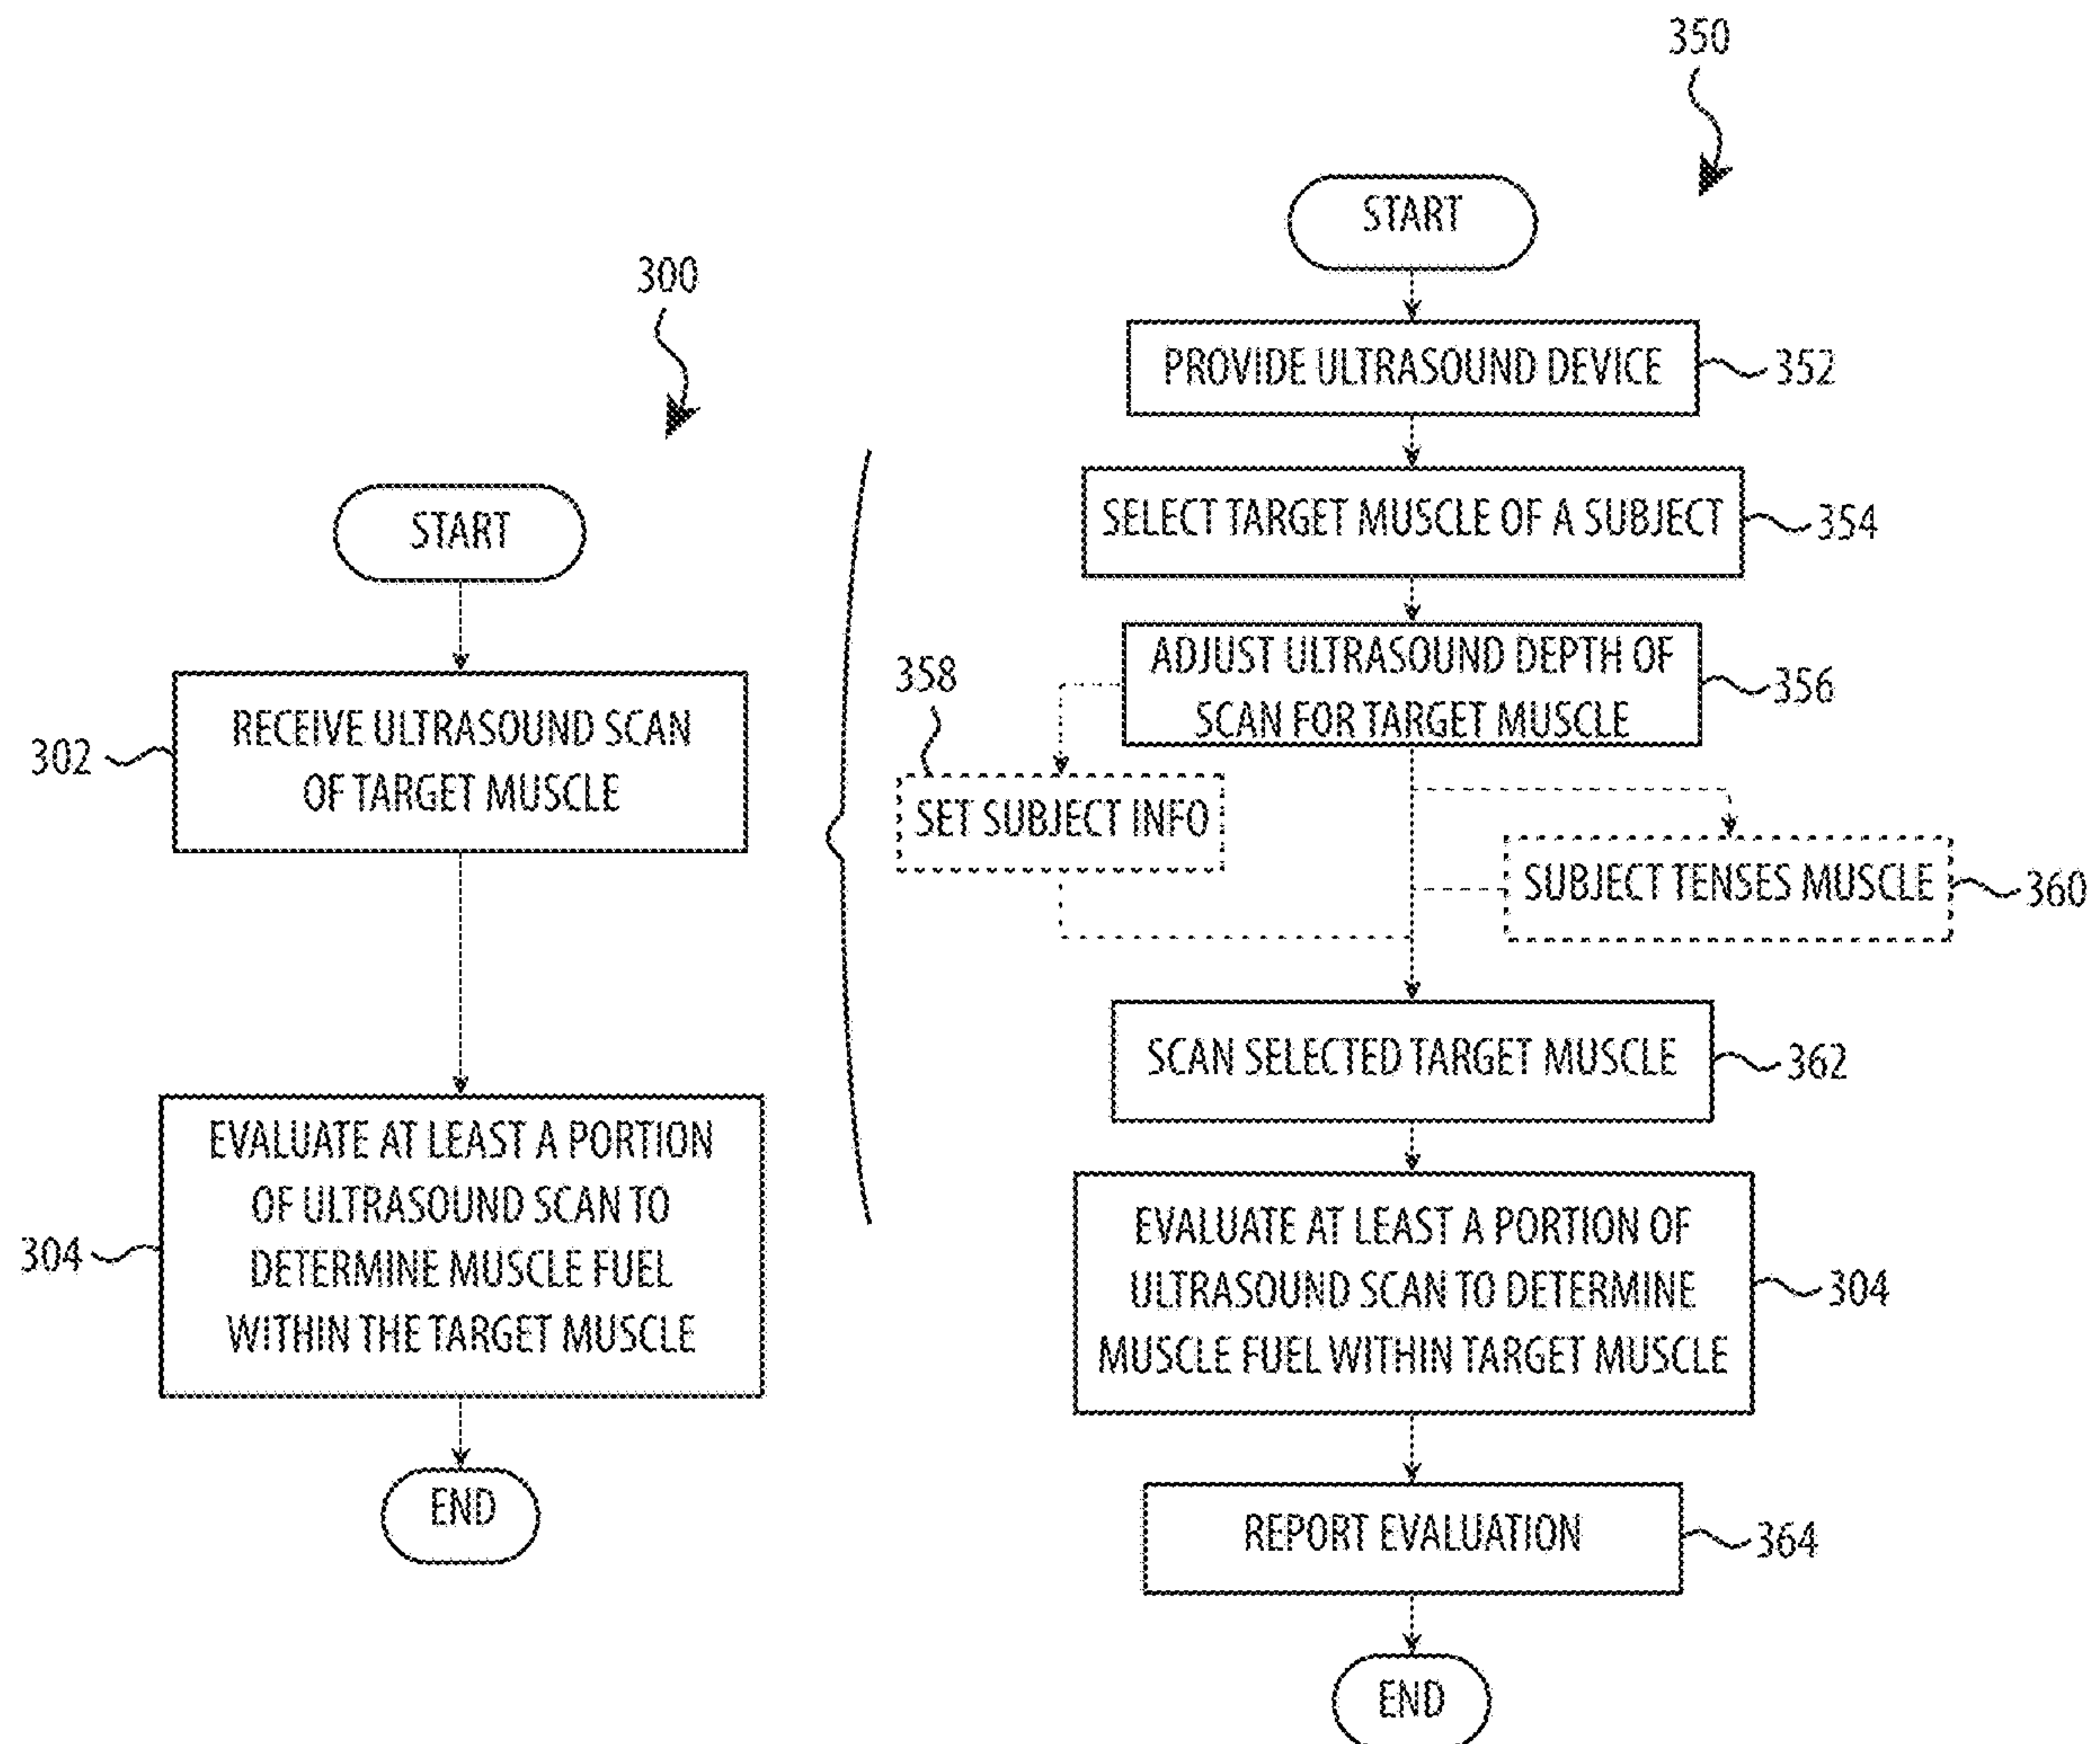 300
START
302
RECEIVE ULTRASOUND SCAN
OF TARGET MUSCLE
304
EVALUATE AT LEAST A PORTION
OF ULTRASOUND SCAN TO
DETERMINE MUSCLE FUEL
WITHIN THE TARGET MUSCLE
END
350
START
PROVIDE ULTRASOUND DEVICE
352
SELECT TARGET MUSCLE OF A SUBJECT
354
ADJUST ULTRASOUND DEPTH OF
SCAN FOR TARGET MUSCLE
356
358
SET SUBJECT INFO
SUBJECT TENSES MUSCLE
360
SCAN SELECTED TARGET MUSCLE
362
EVALUATE AT LEAST A PORTION OF
ULTRASOUND SCAN TO DETERMINE
MUSCLE FUEL WITHIN TARGET MUSCLE
304
REPORT EVALUATION
364
END